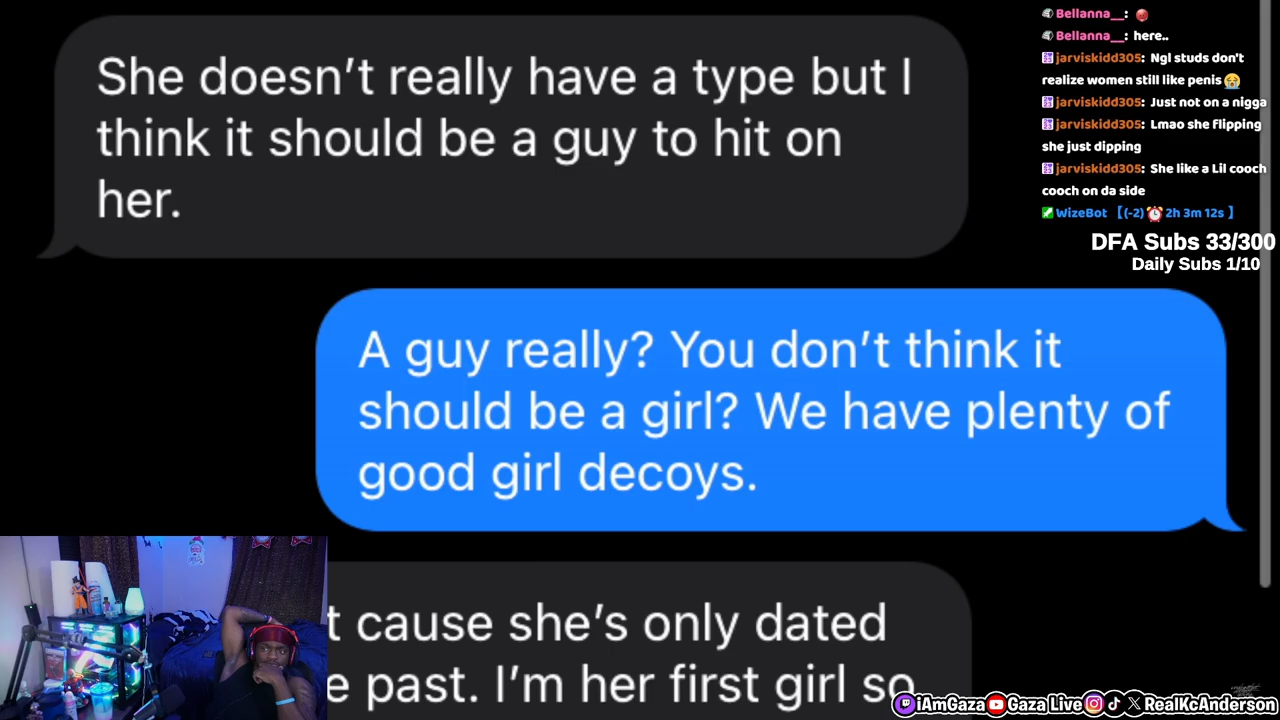 She doesn't really have a type but I
think it should be a guy to hit on
her.
A guy really? You don't think it
should be a girl? We have plenty of
good girl decoys.
t cause she's only dated
e past. I'm her first girl so
Bellanna__:
Bellanna__: here..
jarviskidd305: Ngl studs don't
realize women still like penis😭
jarviskidd305: Just not on a nigga
jarviskidd305: Lmao she flipping
she just dipping
jarviskidd305: She like a Lil cooch
cooch on da side
WizeBot 【(-2)⏰ 2h 3m 12s 】
DFA Subs 33/300
Daily Subs 1/10
iAmGaza Gaza Live RealKcAnderson